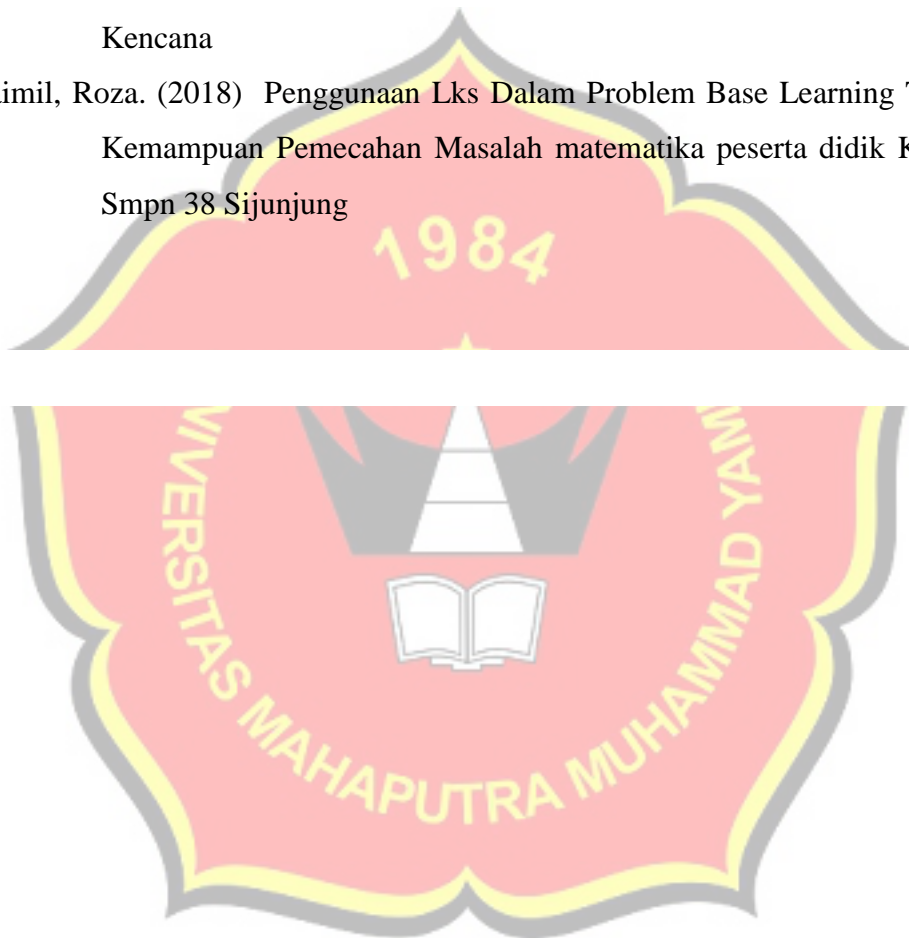 Kencana
imil, Roza. (2018) Penggunaan Lks Dalam Problem Base Learning
Kemampuan Pemecahan Masalah matematika peserta didik K
Smpn 38 Sijunjung
1984
NIVERSITAS MAHAPUTRA MUHAMMAD YAM